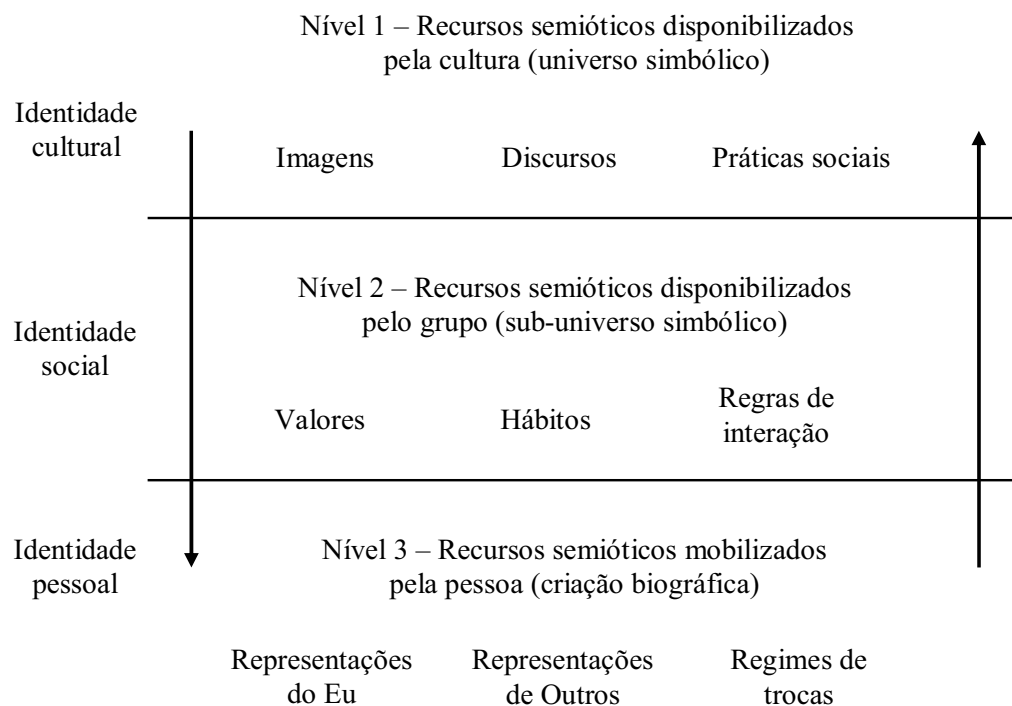 Nível 1 – Recursos semióticos disponibilizados
pela cultura (universo simbólico)
Identidade
cultural
Imagens
Discursos
Práticas sociais
Nível 2 – Recursos semióticos disponibilizados
pelo grupo (sub-universo simbólico)
Identidade
social
Valores
Hábitos
Regras de
interação
Identidade
pessoal
Nível 3 – Recursos semióticos mobilizados
pela pessoa (criação biográfica)
Representações
do Eu
Representações
de Outros
Regimes de
trocas